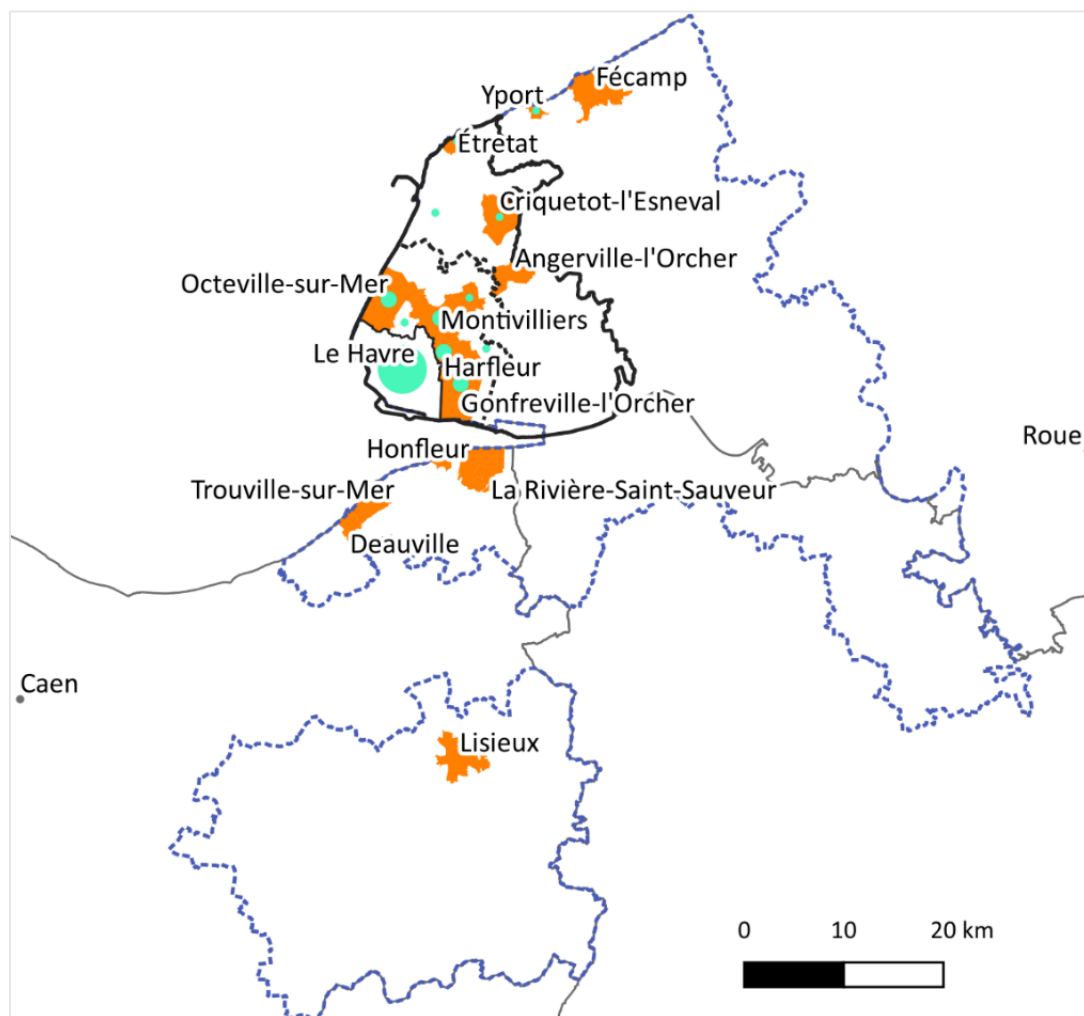 Fécamp
Yport
Étretat
Criquetot-l'Esneval
Angerville-l'Orcher
Octeville-sur-Mer
Montivilliers
Le Havre
Harfleur
Gonfreville-l'Orcher
Roue
Honfleur
Trouville-sur-Mer
La Rivière-Saint-Sauveur
Deauville
Caen
Lisieux
0 10 20 km